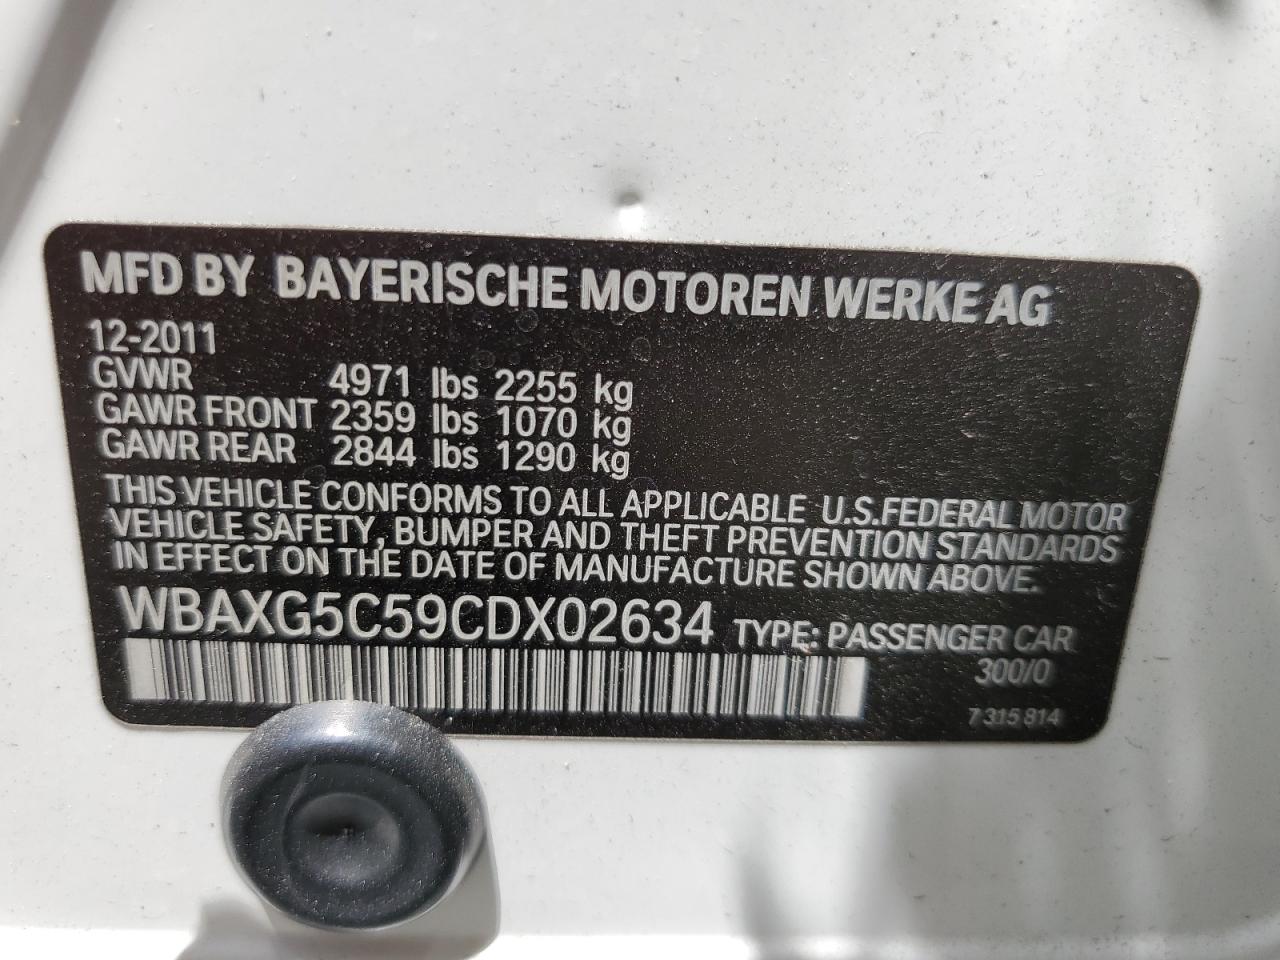 MFD BY BAYERISCHE MOTOREN WERKE AG
12-2011
GVWR 4971 lbs 2255 kg
GAWR FRONT 2359 lbs 1070 kg
GAWR REAR 2844 lbs 1290 kg
THIS VEHICLE CONFORMS TO ALL APPLICABLE U.S.FEDERAL MOTOR
VEHICLE SAFETY, BUMPER AND THEFT PREVENTION STANDARDS
IN EFFECT ON THE DATE OF MANUFACTURE SHOWN ABOVE.
WBAXG5C59CDX02634 TYPE: PASSENGER CAR
300/0
7 315 814